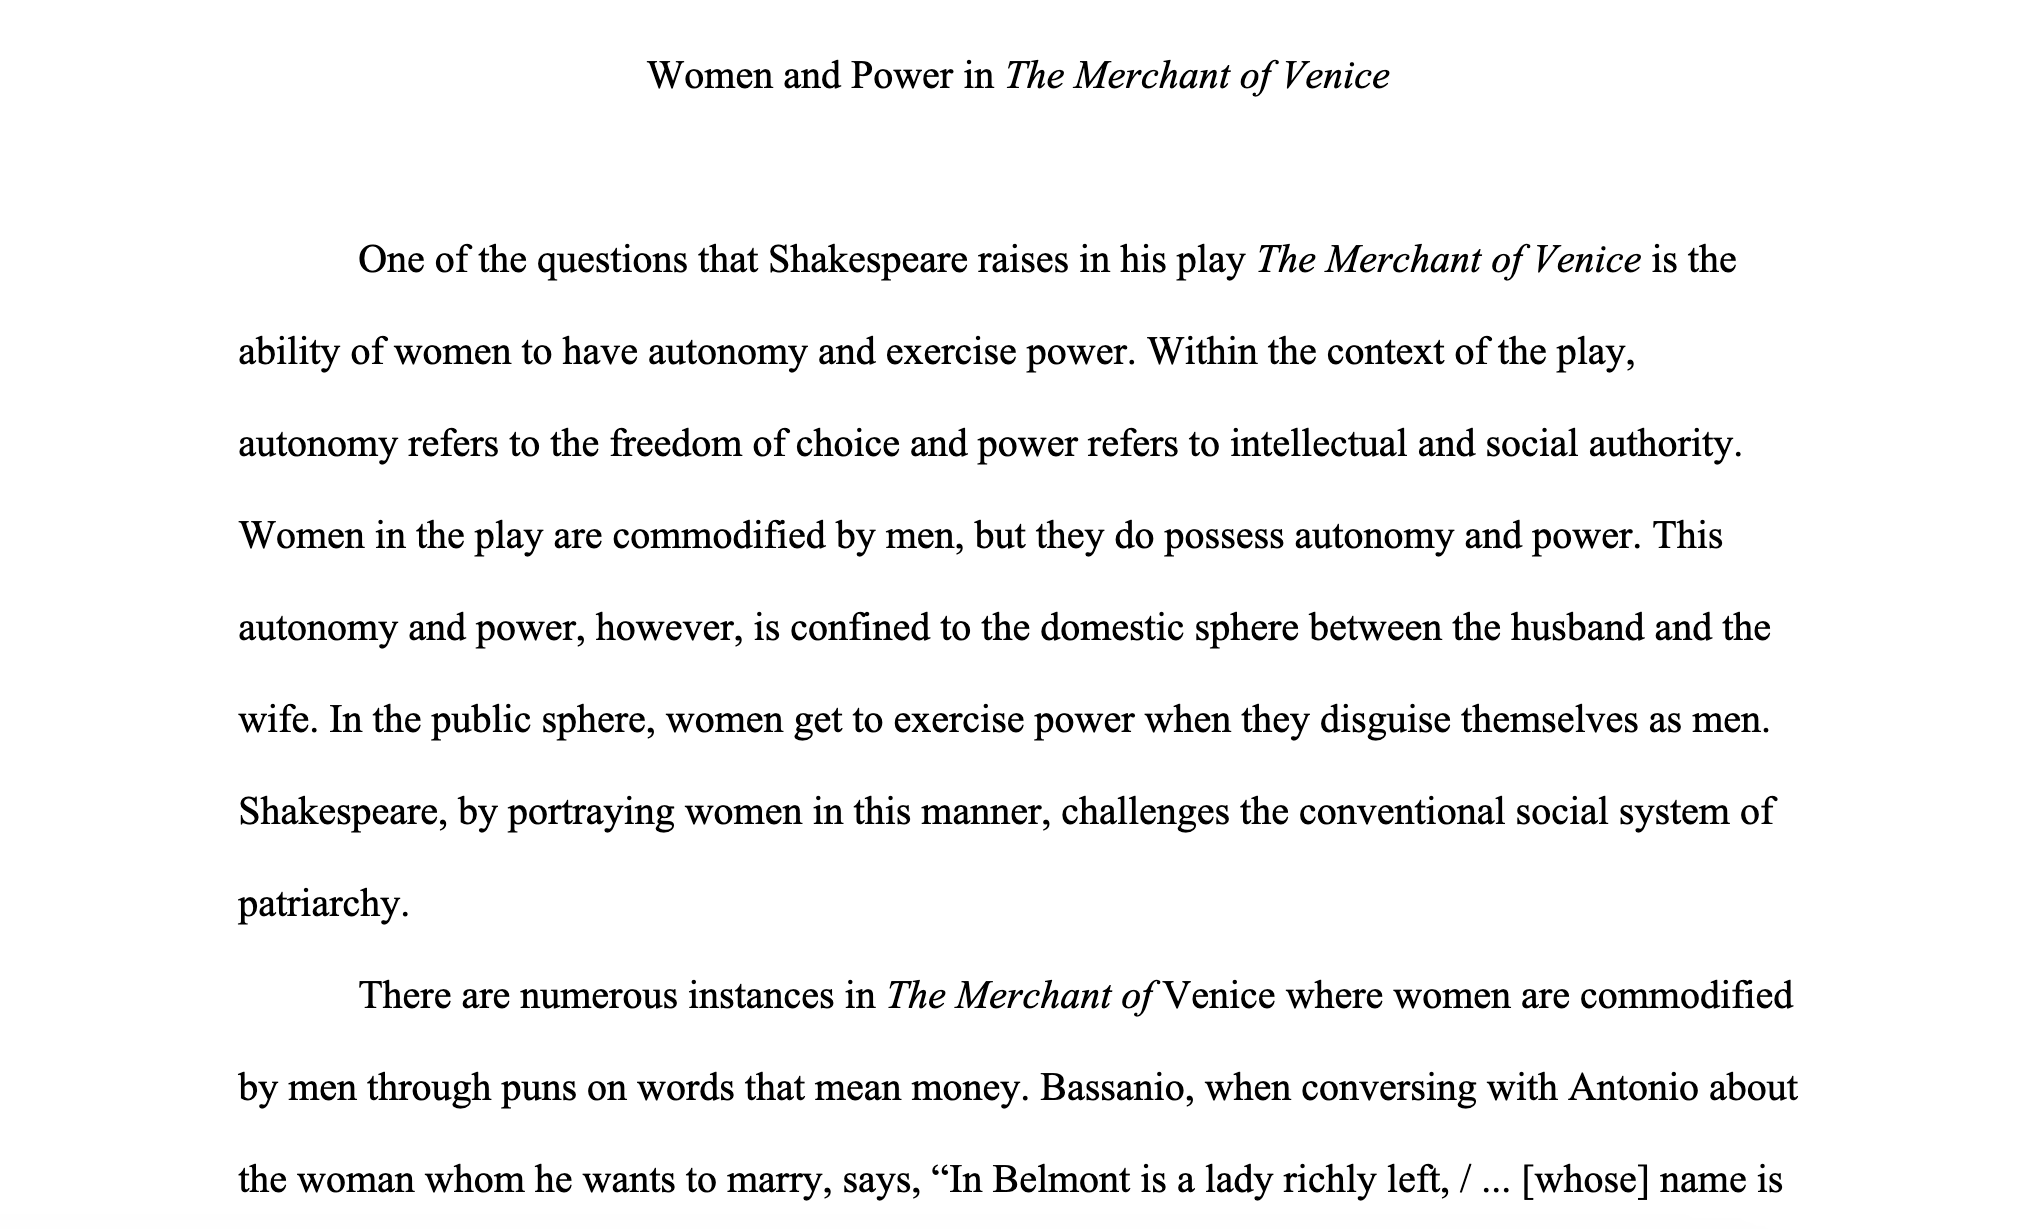 Women and Power in The Merchant of Venice
One of the questions that Shakespeare raises in his play The Merchant of Venice is the
ability of women to have autonomy and exercise power. Within the context of the play,
autonomy refers to the freedom of choice and power refers to intellectual and social authority.
Women in the play are commodified by men, but they do possess autonomy and power. This
autonomy and power, however, is confined to the domestic sphere between the husband and the
wife. In the public sphere, women get to exercise power when they disguise themselves as men.
Shakespeare, by portraying women in this manner, challenges the conventional social system of
patriarchy.
There are numerous instances in The Merchant of Venice where women are commodified
by men through puns on words that mean money. Bassanio, when conversing with Antonio about
the woman whom he wants to marry, says, “In Belmont is a lady richly left, / ... [whose] name is